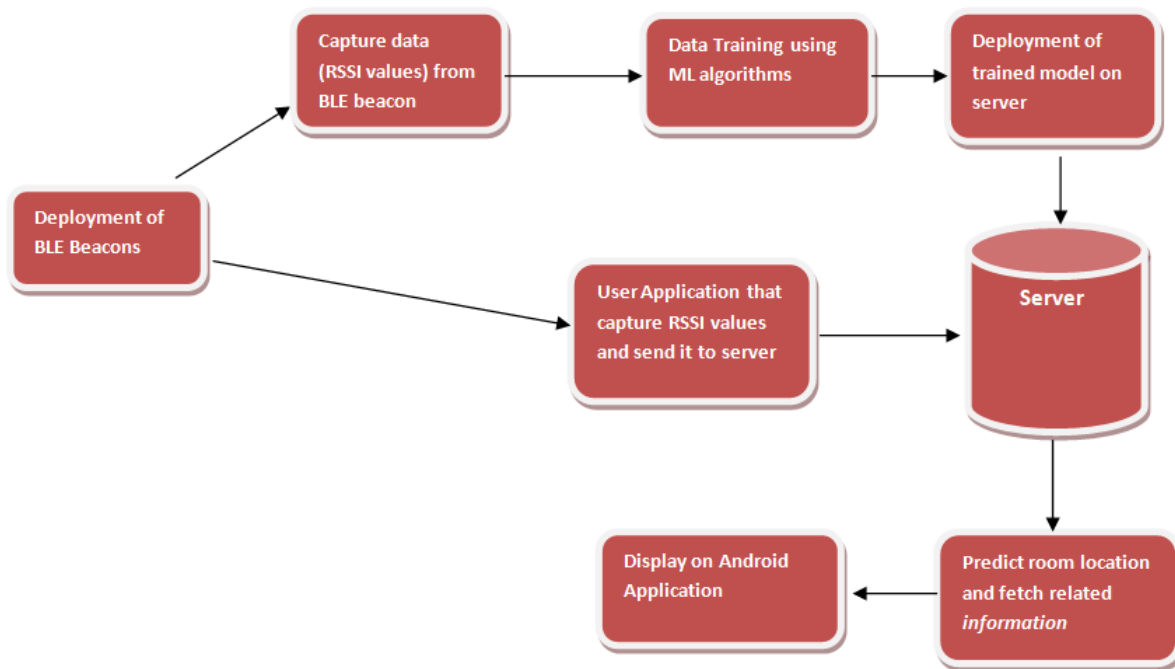 Capture data
(RSSI values) from
BLE beacon
Data Training using
ML algorithms
Deployment of
trained model on
server
Deployment of
BLE Beacons
User Application that
capture RSSI values
and send it to server
Server
Display on Android
Application
Predict room location
and fetch related
information